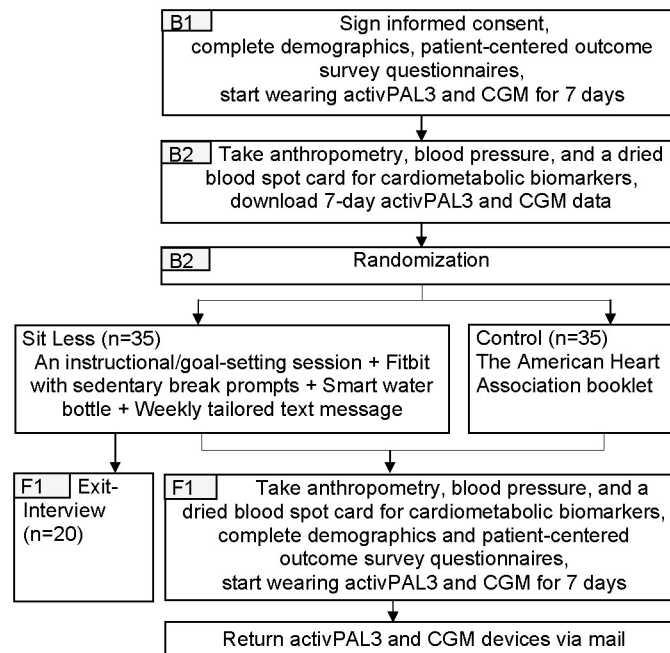 B1 Sign informed consent,
complete demographics, patient-centered outcome
survey questionnaires,
start wearing activPAL3 and CGM for 7 days
B2 Take anthropometry, blood pressure, and a dried
blood spot card for cardiometabolic biomarkers,
download 7-day activPAL3 and CGM data
B2 Randomization
Sit Less (n=35)
An instructional/goal-setting session + Fitbit
with sedentary break prompts + Smart water
bottle + Weekly tailored text message
Control (n=35)
The American Heart
Association booklet
F1 Exit-
Interview
(n=20)
F1 Take anthropometry, blood pressure, and a
dried blood spot card for cardiometabolic biomarkers,
complete demographics and patient-centered
outcome survey questionnaires,
start wearing activPAL3 and CGM for 7 days
Return activPAL3 and CGM devices via mail